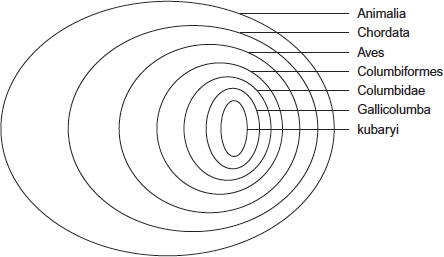 Animalia
Chordata
Aves
Columbiformes
Columbidae
Gallicolumba
kubaryi